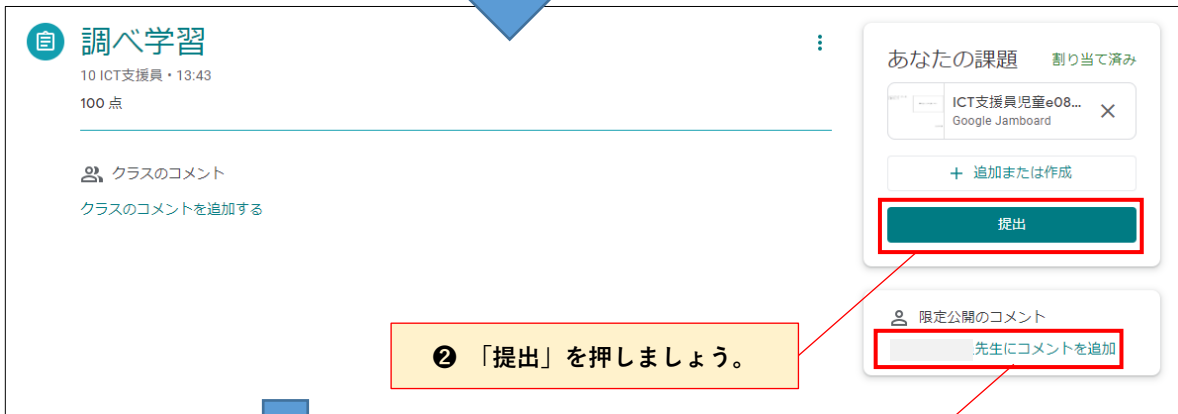 調べ学習
10 ICT支援員・13:43
100 点
クラスのコメント
クラスのコメントを追加する
あなたの課題 割り当て済み
ICT支援員児童e08...
Google Jamboard
+ 追加または作成
提出
限定公開のコメント
先生にコメントを追加
❷ 「提出」を押しましょう。